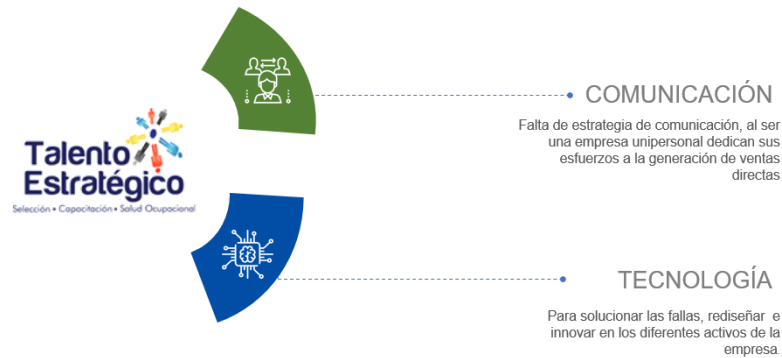 Talento
Estratégico
Selección • Capacitación • Salud Ocupacional
COMUNICACIÓN
Falta de estrategia de comunicación, al ser
una empresa unipersonal dedican sus
esfuerzos a la generación de ventas
directas
TECNOLOGÍA
Para solucionar las fallas, rediseñar e
innovar en los diferentes activos de la
empresa.